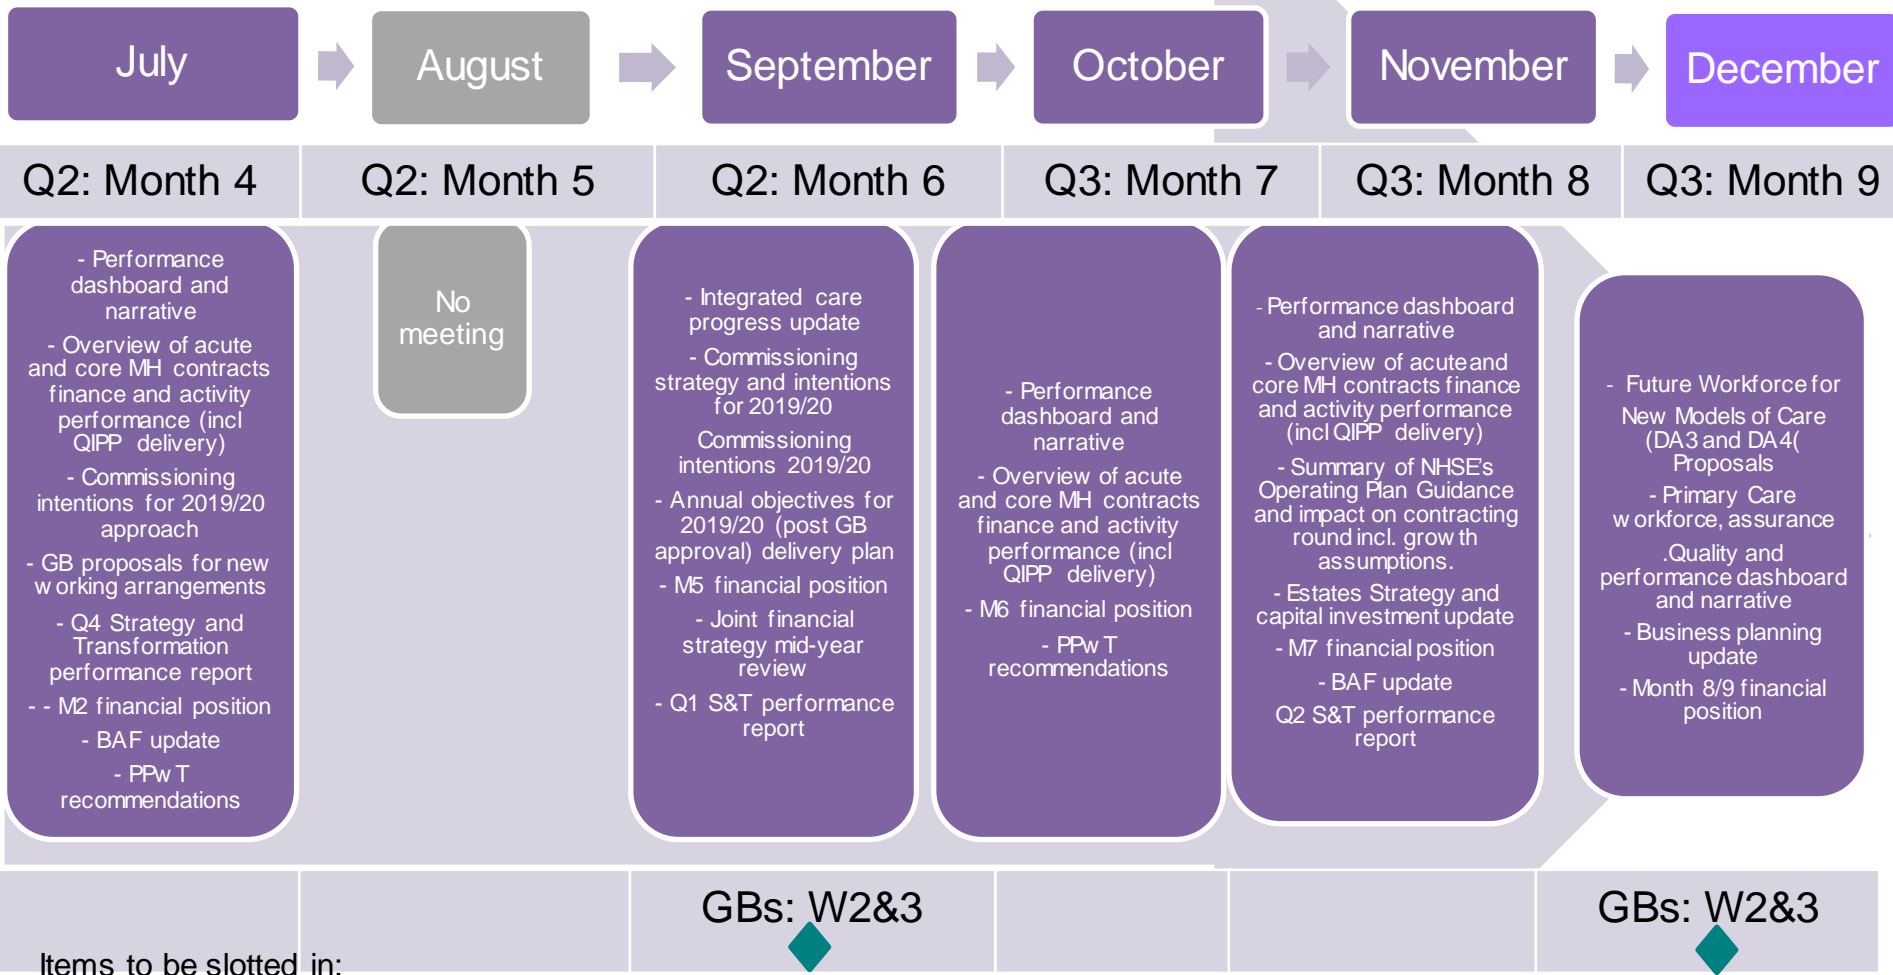 July
August
September
October
November
December
Q2: Month 4
Q2: Month 5
Q2: Month 6
Q3: Month 7
Q3: Month 8
Q3: Month 9
- Performance
dashboard and
narrative
- Overview of acute
and core MH contracts
finance and activity
performance (incl
QIPP delivery)
- Commissioning
intentions for 2019/20
approach
- GB proposals for new
working arrangements
- Q4 Strategy and
Transformation
performance report
- - M2 financial position
- BAF update
- PPwT
recommendations
No
meeting
- Integrated care
progress update
- Commissioning
strategy and intentions
for 2019/20
Commissioning
intentions 2019/20
- Annual objectives for
2019/20 (post GB
approval) delivery plan
- M5 financial position
- Joint financial
strategy mid-year
review
- Q1 S&T performance
report
- Performance
dashboard and
narrative
- Overview of acute
and core MH contracts
finance and activity
performance (incl
QIPP delivery)
- M6 financial position
- PPwT
recommendations
- Performance dashboard
and narrative
- Overview of acute and
core MH contracts finance
and activity performance
(incl QIPP delivery)
- Summary of NHSE's
Operating Plan Guidance
and impact on contracting
round incl. growth
assumptions.
- Estates Strategy and
capital investment update
- M7 financial position
- BAF update
Q2 S&T performance
report
- Future Workforce for
New Models of Care
(DA3 and DA4(
Proposals
- Primary Care
workforce, assurance
.Quality and
performance dashboard
and narrative
- Business planning
update
- Month 8/9 financial
position
GBs: W2&3
GBs: W2&3
Items to be slotted in: